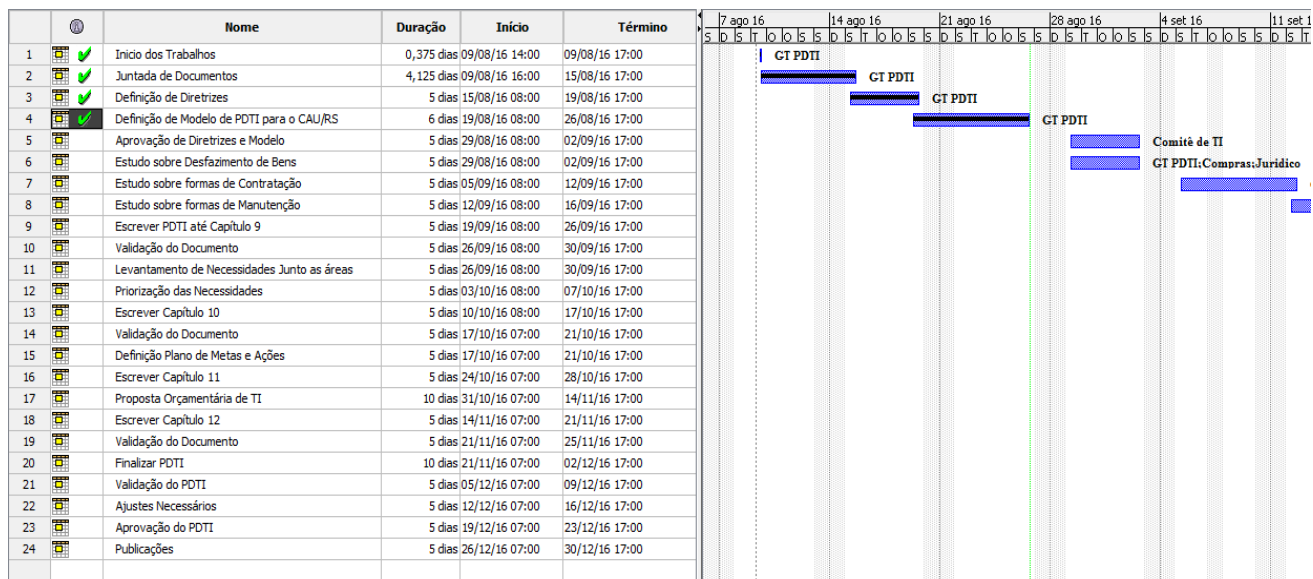 Nome Duração Início Término
7 ago 16 14 ago 16 21 ago 16 28 ago 16 4 set 16 11 set 1
S D S T Q Q S S D S T Q Q S S D S T Q Q S S D S T Q Q S S D S T Q Q S S D S T
1 Inicio dos Trabalhos 0,375 dias 09/08/16 14:00 09/08/16 17:00 GT PDTI
2 Juntada de Documentos 4,125 dias 09/08/16 16:00 15/08/16 17:00 GT PDTI
3 Definição de Diretrizes 5 dias 15/08/16 08:00 19/08/16 17:00 GT PDTI
4 Definição de Modelo de PDTI para o CAU/RS 6 dias 19/08/16 08:00 26/08/16 17:00 GT PDTI
5 Aprovação de Diretrizes e Modelo 5 dias 29/08/16 08:00 02/09/16 17:00 Comitê de TI
6 Estudo sobre Desfazimento de Bens 5 dias 29/08/16 08:00 02/09/16 17:00 GT PDTI;Compras;Juridico
7 Estudo sobre formas de Contratação 5 dias 05/09/16 08:00 12/09/16 17:00
8 Estudo sobre formas de Manutenção 5 dias 12/09/16 08:00 16/09/16 17:00
9 Escrever PDTI até Capítulo 9 5 dias 19/09/16 08:00 26/09/16 17:00
10 Validação do Documento 5 dias 26/09/16 08:00 30/09/16 17:00
11 Levantamento de Necessidades Junto as áreas 5 dias 26/09/16 08:00 30/09/16 17:00
12 Priorização das Necessidades 5 dias 03/10/16 08:00 07/10/16 17:00
13 Escrever Capítulo 10 5 dias 10/10/16 08:00 17/10/16 17:00
14 Validação do Documento 5 dias 17/10/16 07:00 21/10/16 17:00
15 Definição Plano de Metas e Ações 5 dias 17/10/16 07:00 21/10/16 17:00
16 Escrever Capítulo 11 5 dias 24/10/16 07:00 28/10/16 17:00
17 Proposta Orçamentária de TI 10 dias 31/10/16 07:00 14/11/16 17:00
18 Escrever Capítulo 12 5 dias 14/11/16 07:00 21/11/16 17:00
19 Validação do Documento 5 dias 21/11/16 07:00 25/11/16 17:00
20 Finalizar PDTI 10 dias 21/11/16 07:00 02/12/16 17:00
21 Validação do PDTI 5 dias 05/12/16 07:00 09/12/16 17:00
22 Ajustes Necessários 5 dias 12/12/16 07:00 16/12/16 17:00
23 Aprovação do PDTI 5 dias 19/12/16 07:00 23/12/16 17:00
24 Publicações 5 dias 26/12/16 07:00 30/12/16 17:00